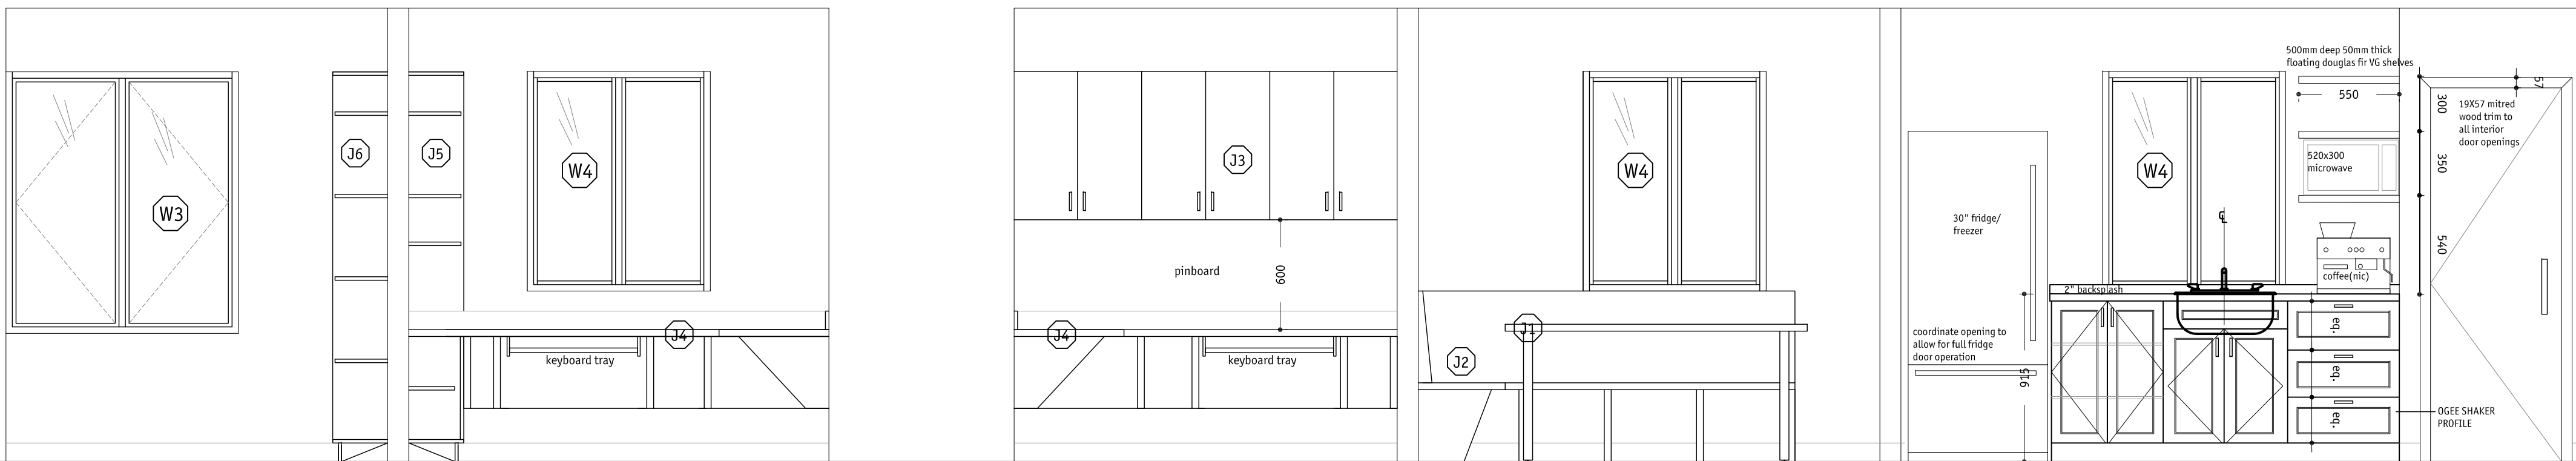 W3
J6
J5
W4
keyboard tray
J4
J4
J3
pinboard
600
keyboard tray
J2
J1
W4
30" fridge/
freezer
coordinate opening to
allow for full fridge
door operation
915
2" backsplash
W4
℄
500mm deep 50mm thick
floating douglas fir VG shelves
550
520x300
microwave
coffee(nic)
eq.
eq.
eq.
300
350
540
57
19X57 mitred
wood trim to
all interior
door openings
OGEE SHAKER
PROFILE